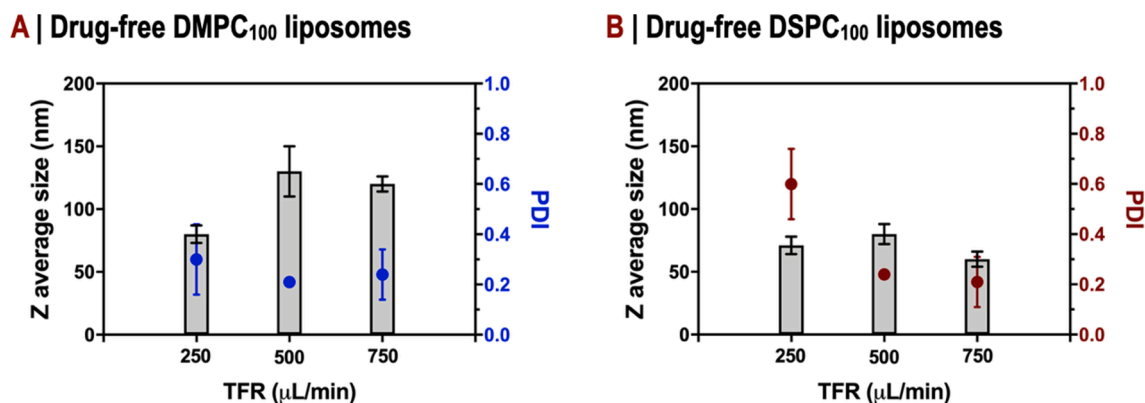 A | Drug-free DMPC₁₀₀ liposomes
200
150
100
50
0
Z average size (nm)
1.0
0.8
0.6
0.4
0.2
0.0
PDI
250 500 750
TFR (μL/min)
B | Drug-free DSPC₁₀₀ liposomes
200
150
100
50
0
Z average size (nm)
1.0
0.8
0.6
0.4
0.2
0.0
PDI
250 500 750
TFR (μL/min)